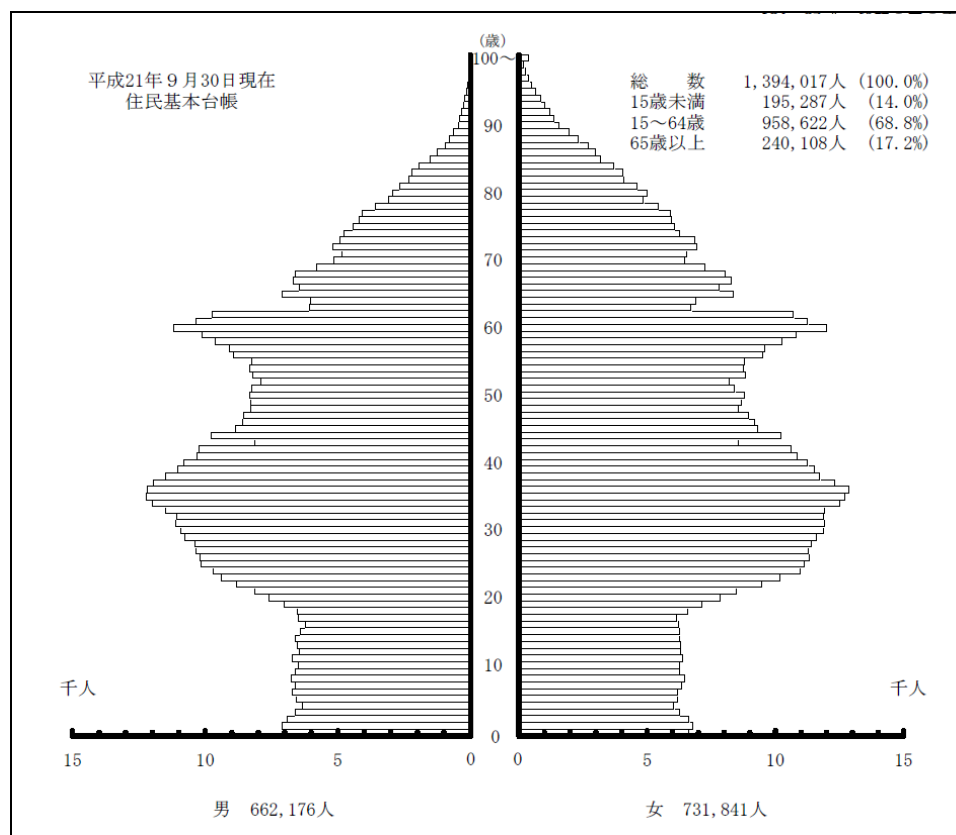 (歳)
100～
平成21年9月30日現在
住民基本台帳
総　　数　1,394,017人 (100.0%)
15歳未満　195,287人 (14.0%)
15～64歳　958,622人 (68.8%)
65歳以上　240,108人 (17.2%)
90
80
70
60
50
40
30
20
10
千人
千人
0
15 10 5 0 0 5 10 15
男 662,176人
女 731,841人